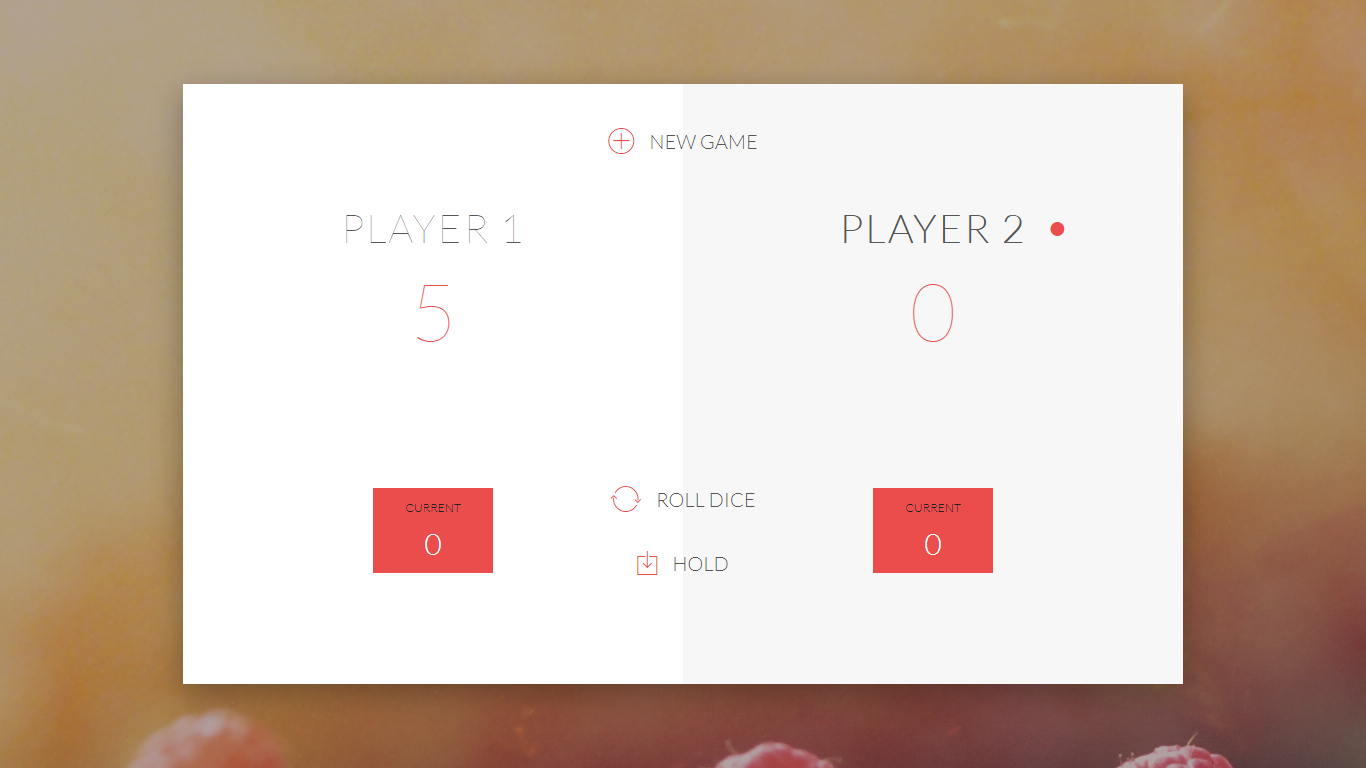 NEW GAME
PLAYER 1
5
PLAYER 2
0
CURRENT
0
ROLL DICE
HOLD
CURRENT
0